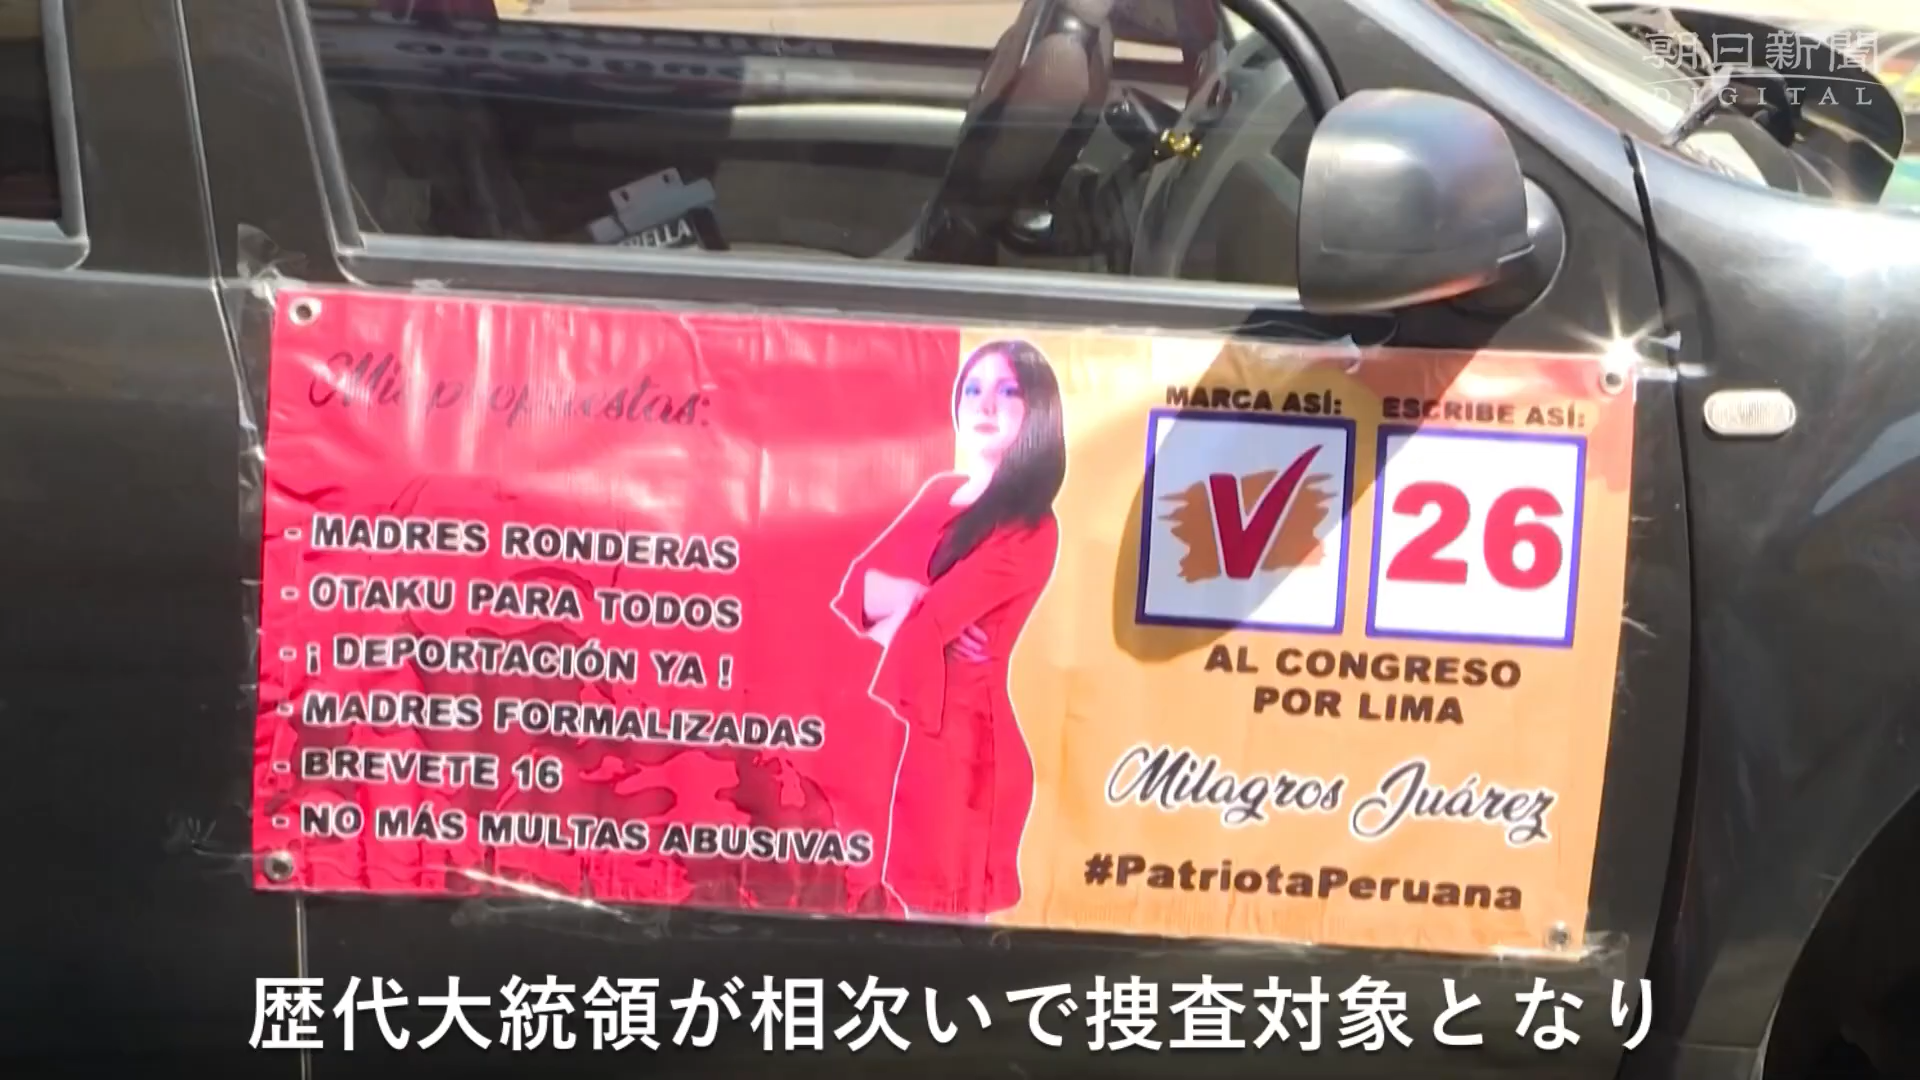 朝日新聞
DIGITAL
Mis propuestas:
- MADRES RONDERAS
- OTAKU PARA TODOS
- ¡ DEPORTACIÓN YA !
- MADRES FORMALIZADAS
- BREVETE 16
- NO MÁS MULTAS ABUSIVAS
MARCA ASÍ:
ESCRIBE ASÍ:
26
AL CONGRESO
POR LIMA
Milagros Juárez
#PatriotaPeruana
歴代大統領が相次いで捜査対象となり